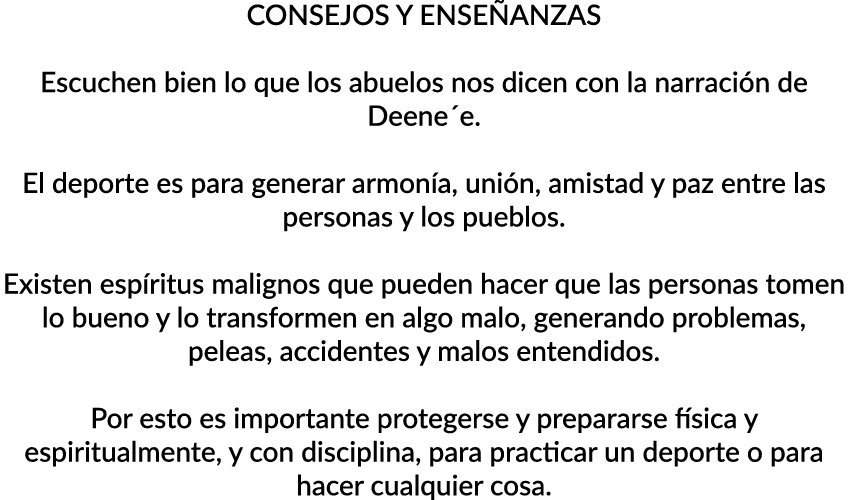 CONSEJOS Y ENSEÑANZAS
Escuchen bien lo que los abuelos nos dicen con la narración de
Deene´e.
El deporte es para generar armonía, unión, amistad y paz entre las
personas y los pueblos.
Existen espíritus malignos que pueden hacer que las personas tomen
lo bueno y lo transformen en algo malo, generando problemas,
peleas, accidentes y malos entendidos.
Por esto es importante protegerse y prepararse física y
espiritualmente, y con disciplina, para practicar un deporte o para
hacer cualquier cosa.